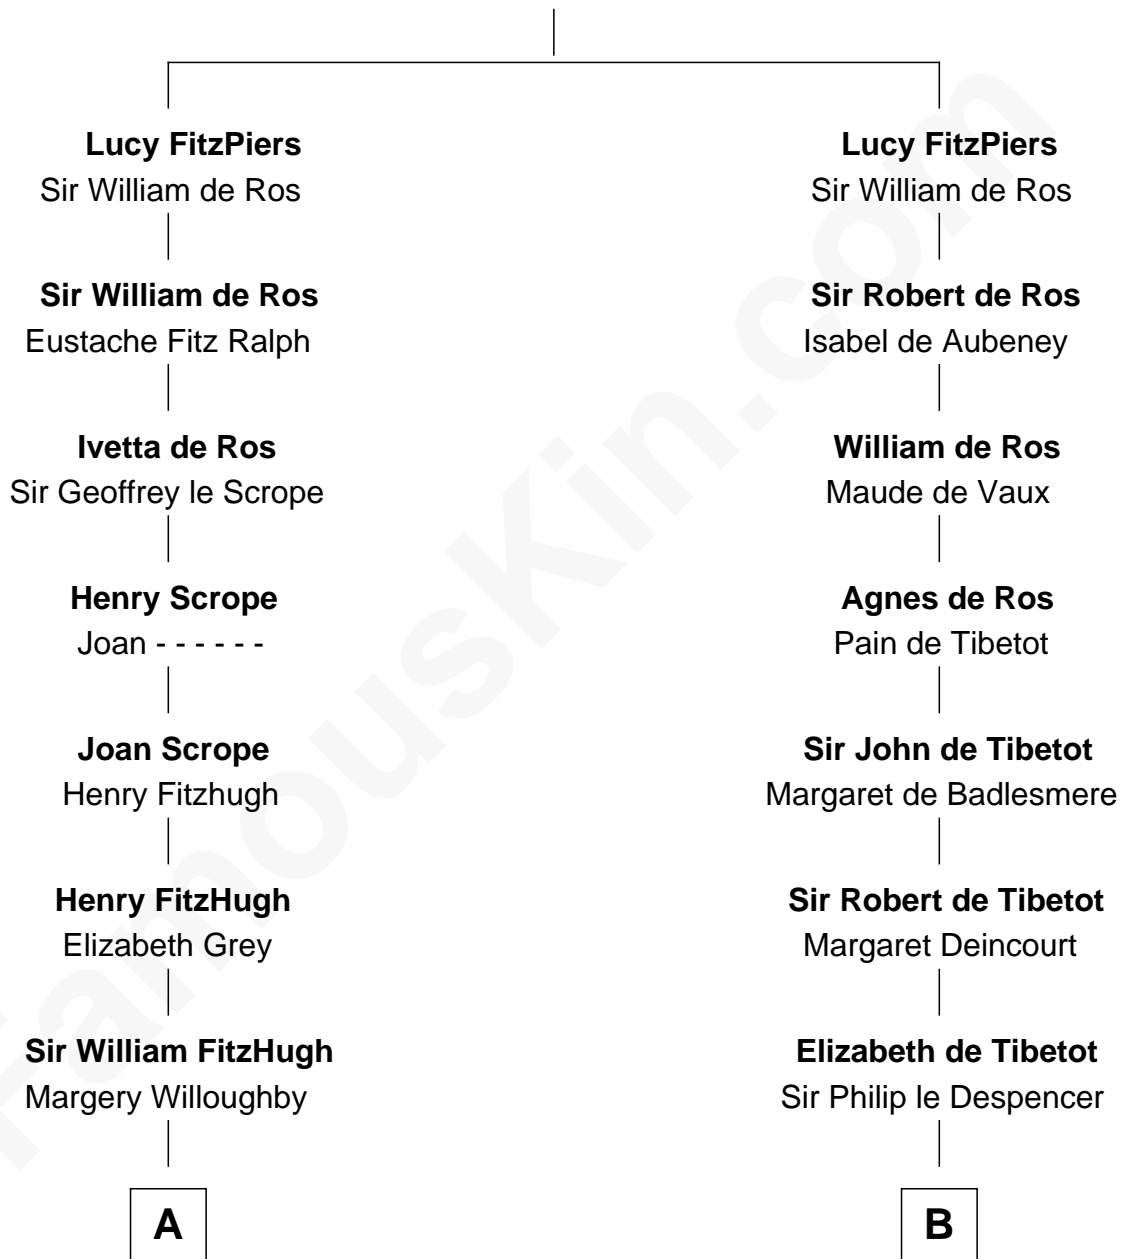 Lucy FitzPiers
Sir William de Ros
Sir William de Ros
Eustache Fitz Ralph
Ivetta de Ros
Sir Geoffrey le Scrope
Henry Scrope
Joan - - - - - -
Joan Scrope
Henry Fitzhugh
Henry FitzHugh
Elizabeth Grey
Sir William FitzHugh
Margery Willoughby
A
Lucy FitzPiers
Sir William de Ros
Sir Robert de Ros
Isabel de Aubeney
William de Ros
Maude de Vaux
Agnes de Ros
Pain de Tibetot
Sir John de Tibetot
Margaret de Badlesmere
Sir Robert de Tibetot
Margaret Deincourt
Elizabeth de Tibetot
Sir Philip le Despencer
B
FamousKin.com